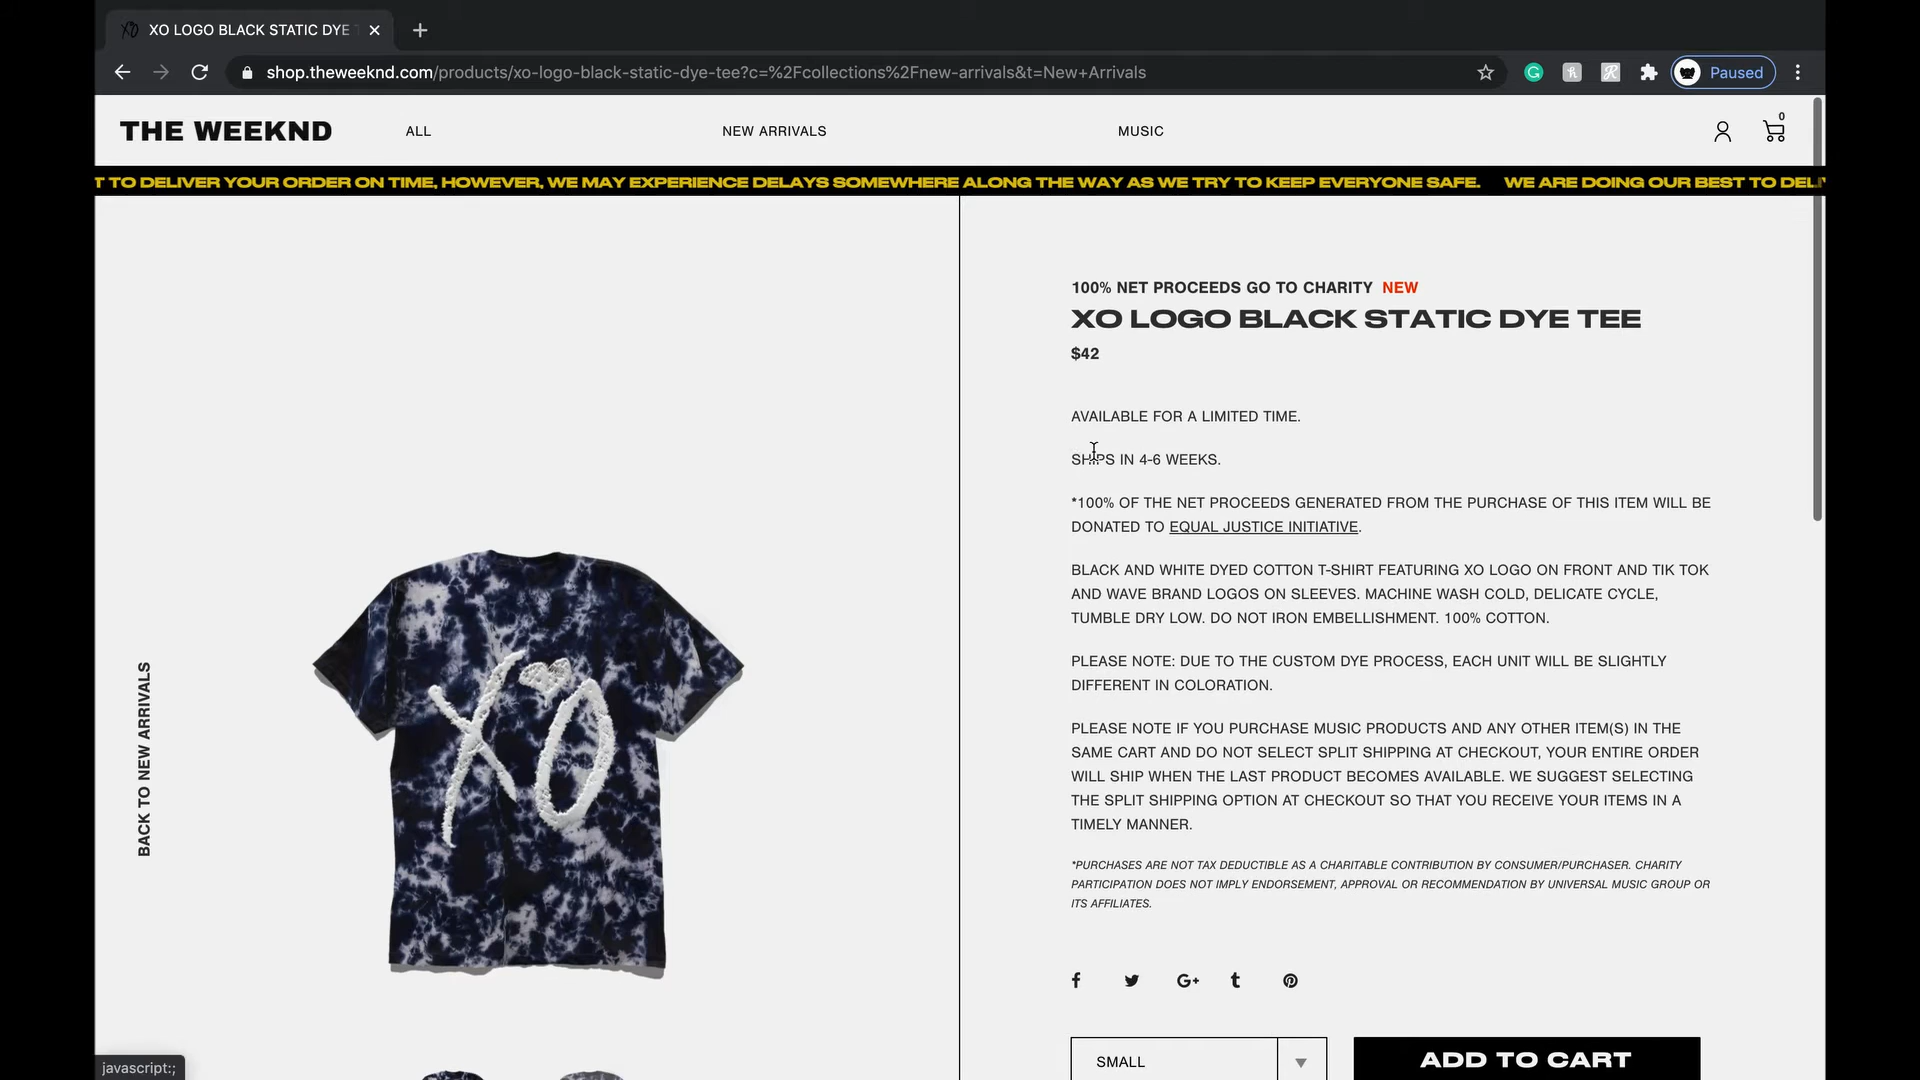 XO LOGO BLACK STATIC DYE T
shop.theweeknd.com/products/xo-logo-black-static-dye-tee?c=%2Fcollections%2Fnew-arrivals&t=New+Arrivals
Paused
THE WEEKND
ALL
NEW ARRIVALS
MUSIC
0
T TO DELIVER YOUR ORDER ON TIME, HOWEVER, WE MAY EXPERIENCE DELAYS SOMEWHERE ALONG THE WAY AS WE TRY TO KEEP EVERYONE SAFE. WE ARE DOING OUR BEST TO DELIV
100% NET PROCEEDS GO TO CHARITY NEW
XO LOGO BLACK STATIC DYE TEE
$42
AVAILABLE FOR A LIMITED TIME.
SHIPS IN 4-6 WEEKS.
*100% OF THE NET PROCEEDS GENERATED FROM THE PURCHASE OF THIS ITEM WILL BE
DONATED TO EQUAL JUSTICE INITIATIVE.
BLACK AND WHITE DYED COTTON T-SHIRT FEATURING XO LOGO ON FRONT AND TIK TOK
AND WAVE BRAND LOGOS ON SLEEVES. MACHINE WASH COLD, DELICATE CYCLE,
TUMBLE DRY LOW. DO NOT IRON EMBELLISHMENT. 100% COTTON.
PLEASE NOTE: DUE TO THE CUSTOM DYE PROCESS, EACH UNIT WILL BE SLIGHTLY
DIFFERENT IN COLORATION.
PLEASE NOTE IF YOU PURCHASE MUSIC PRODUCTS AND ANY OTHER ITEM(S) IN THE
SAME CART AND DO NOT SELECT SPLIT SHIPPING AT CHECKOUT, YOUR ENTIRE ORDER
WILL SHIP WHEN THE LAST PRODUCT BECOMES AVAILABLE. WE SUGGEST SELECTING
THE SPLIT SHIPPING OPTION AT CHECKOUT SO THAT YOU RECEIVE YOUR ITEMS IN A
TIMELY MANNER.
*PURCHASES ARE NOT TAX DEDUCTIBLE AS A CHARITABLE CONTRIBUTION BY CONSUMER/PURCHASER. CHARITY
PARTICIPATION DOES NOT IMPLY ENDORSEMENT, APPROVAL OR RECOMMENDATION BY UNIVERSAL MUSIC GROUP OR
ITS AFFILIATES.
BACK TO NEW ARRIVALS
XO
SMALL
ADD TO CART
javascript:;